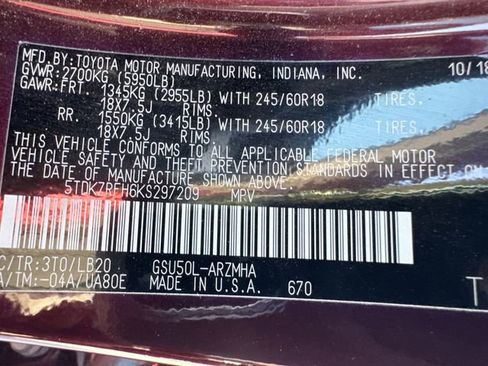 MFD.BY:TOYOTA MOTOR MANUFACTURING, INDIANA, INC. 10/18
GVWR:2700KG (5950LB)
GAWR:FRT. 1345KG (2955LB) WITH 245/60R18 TIRES,
18X7.5J RIMS.
RR. 1550KG (3415LB) WITH 245/60R18 TIRES,
18X7.5J RIMS.
THIS VEHICLE CONFORMS TO ALL APPLICABLE FEDERAL MOTOR
VEHICLE SAFETY AND THEFT PREVENTION STANDARDS IN EFFECT ON
THE DATE OF MANUFACTURE SHOWN ABOVE.
5TDKZRFH6KS297209 MPV
C/TR:3T0/LB20 GSU50L-ARZMHA
A/TM:-04A/UA80E MADE IN U.S.A. 670 T